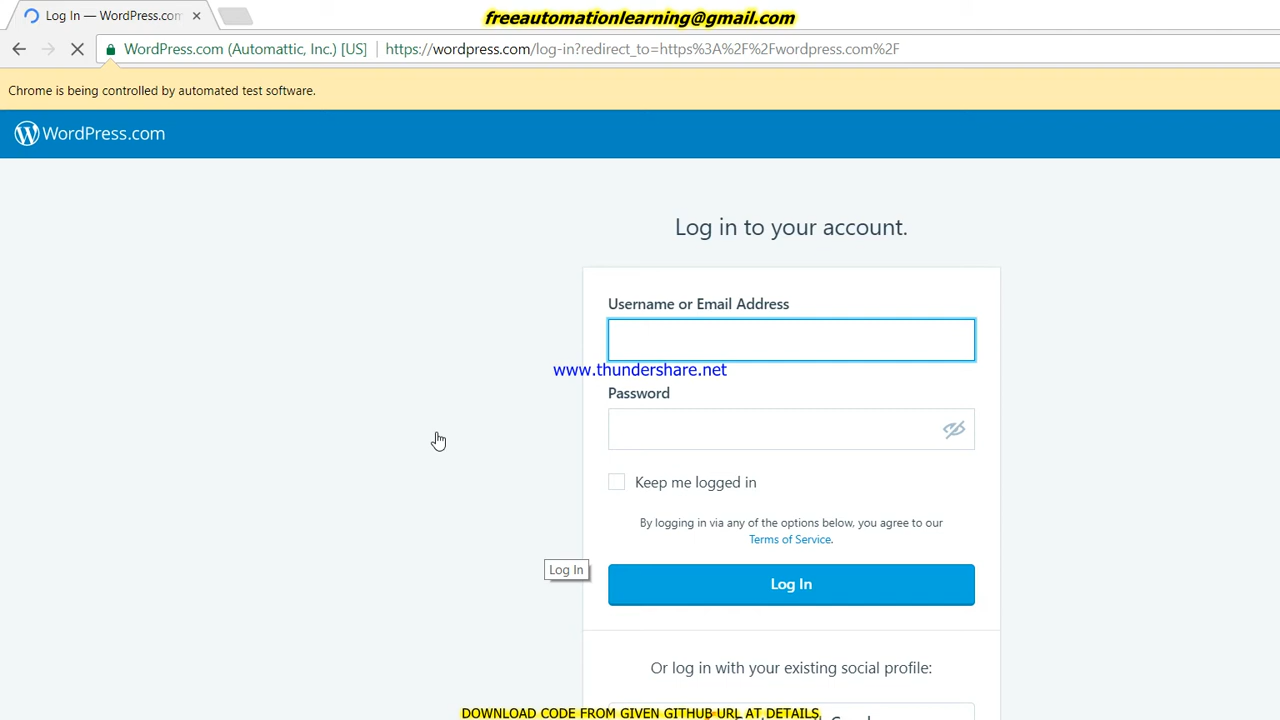 Log In — WordPress.com
freeautomationlearning@gmail.com
WordPress.com (Automattic, Inc.) [US]
https://wordpress.com/log-in?redirect_to=https%3A%2F%2Fwordpress.com%2F
Chrome is being controlled by automated test software.
WordPress.com
Log in to your account.
Username or Email Address
www.thundershare.net
Password
Keep me logged in
By logging in via any of the options below, you agree to our
Terms of Service.
Log In
Log In
Or log in with your existing social profile:
DOWNLOAD CODE FROM GIVEN GITHUB URL AT DETAILS